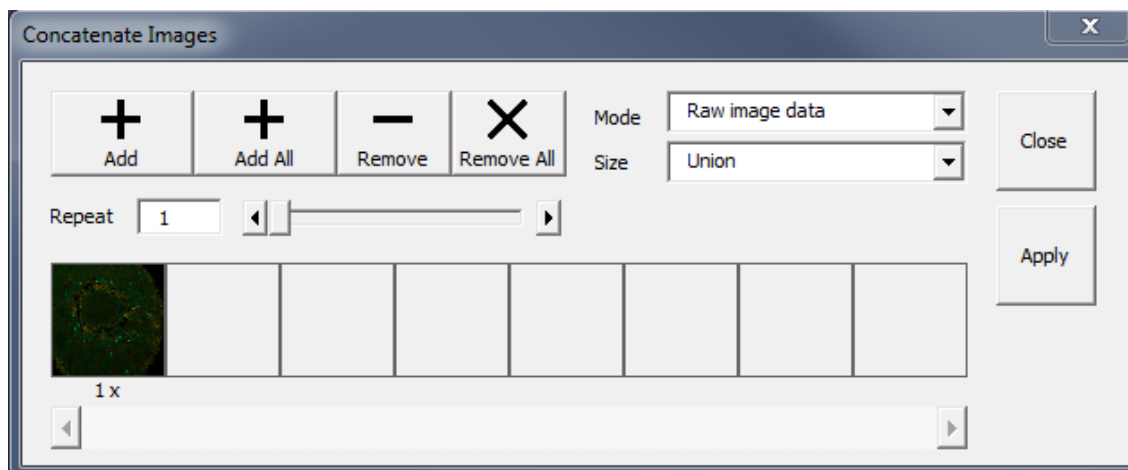 Concatenate Images
X
Add
Add All
Remove
Remove All
Mode
Raw image data
Size
Union
Close
Repeat
1
Apply
1 x